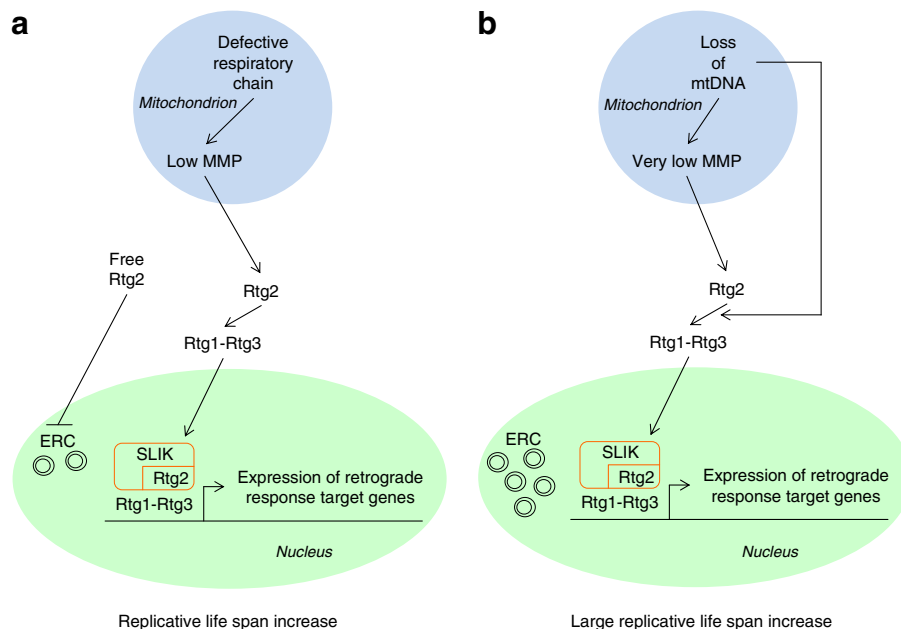 a
Defective
respiratory
chain
Mitochondrion
Low MMP
Free
Rtg2
Rtg2
Rtg1-Rtg3
ERC
SLIK
Rtg2
Rtg1-Rtg3
Expression of retrograde
response target genes
Nucleus
Replicative life span increase
b
Loss
of
mtDNA
Mitochondrion
Very low MMP
Rtg2
Rtg1-Rtg3
ERC
SLIK
Rtg2
Rtg1-Rtg3
Expression of retrograde
response target genes
Nucleus
Large replicative life span increase